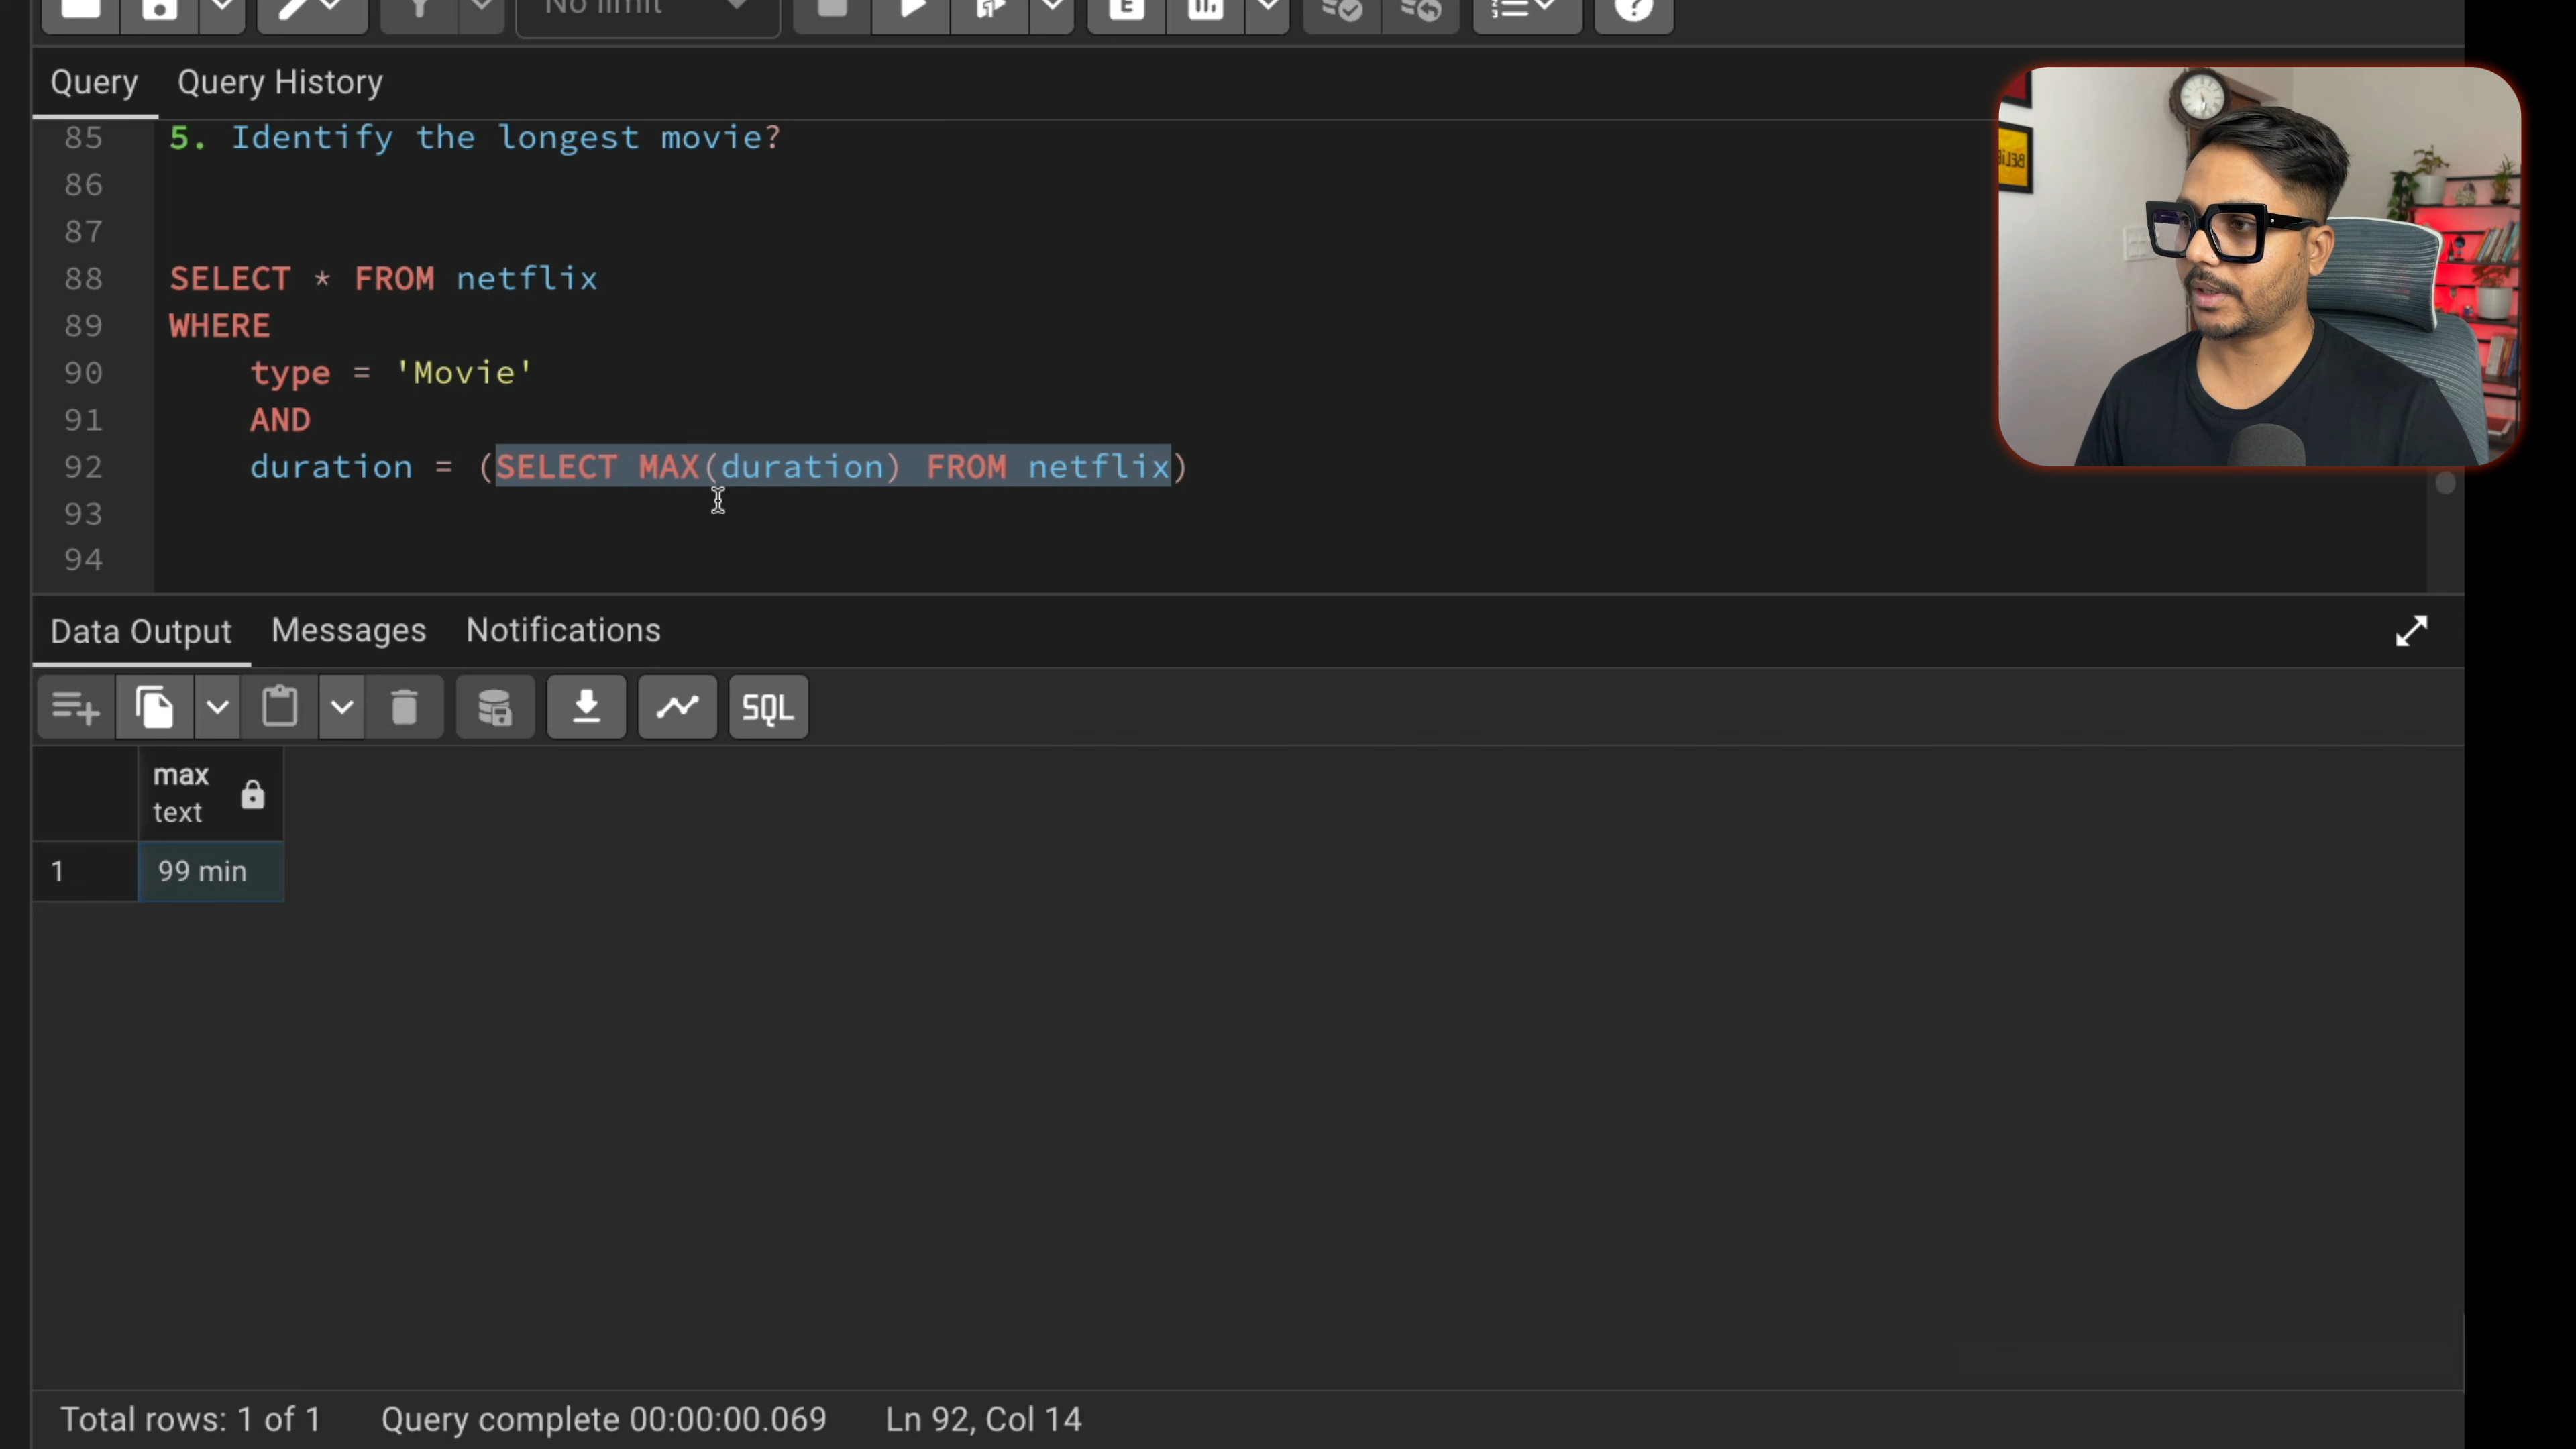 No limit
Query Query History
85 5. Identify the longest movie?
86
87
88 SELECT * FROM netflix
89 WHERE
90 type = 'Movie'
91 AND
92 duration = (SELECT MAX(duration) FROM netflix)
93
94
Data Output Messages Notifications
SQL
max
text
1 99 min
Total rows: 1 of 1 Query complete 00:00:00.069 Ln 92, Col 14